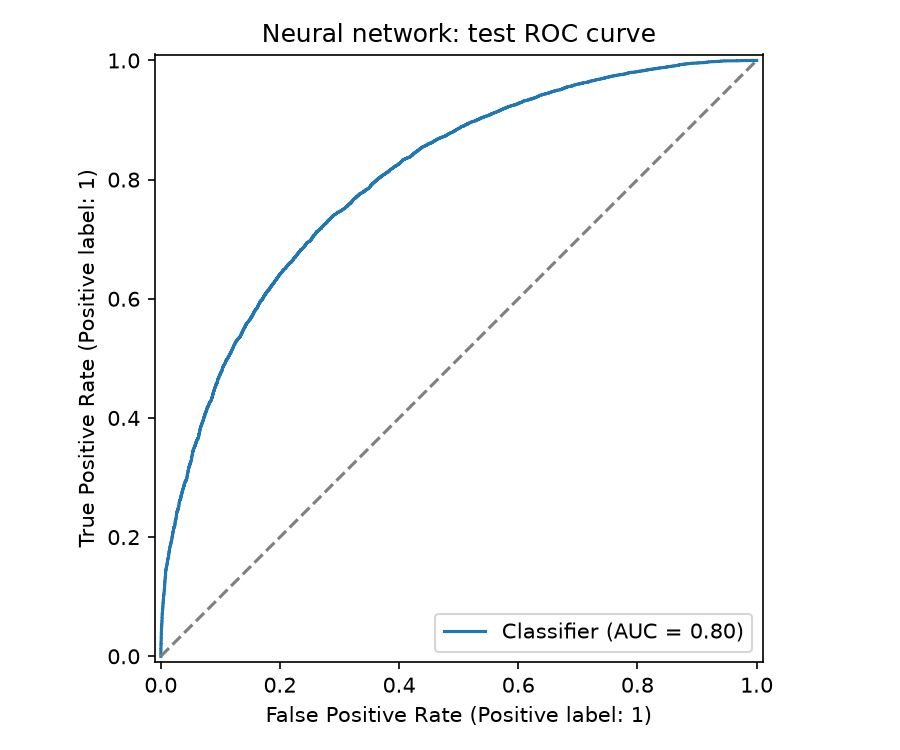 Neural network: test ROC curve
True Positive Rate (Positive label: 1)
1.0
0.8
0.6
0.4
0.2
0.0
Classifier (AUC = 0.80)
0.0 0.2 0.4 0.6 0.8 1.0
False Positive Rate (Positive label: 1)